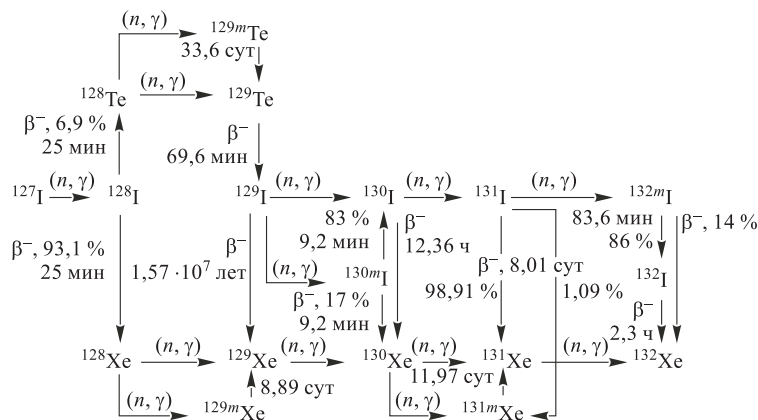 (n, γ) ¹²⁹ᵐTe
33,6 сут
¹²⁸Te (n, γ) ¹²⁹Te
β⁻, 6,9 %
25 мин
β⁻
69,6 мин
¹²⁷I (n, γ) ¹²⁸I ¹²⁹I (n, γ) ¹³⁰I (n, γ) ¹³¹I (n, γ) ¹³²ᵐI
β⁻, 93,1 %
25 мин
β⁻
1,57 · 10⁷ лет
(n, γ)
83 %
9,2 мин
¹³⁰ᵐI
β⁻, 17 %
9,2 мин
β⁻
12,36 ч
β⁻, 8,01 сут
98,91 %
1,09 %
83,6 мин
86 %
β⁻, 14 %
¹³²I
β⁻
2,3 ч
¹²⁸Xe (n, γ) ¹²⁹Xe (n, γ) ¹³⁰Xe (n, γ) ¹³¹Xe (n, γ) ¹³²Xe
8,89 сут
11,97 сут
(n, γ) ¹²⁹ᵐXe (n, γ) ¹³¹ᵐXe